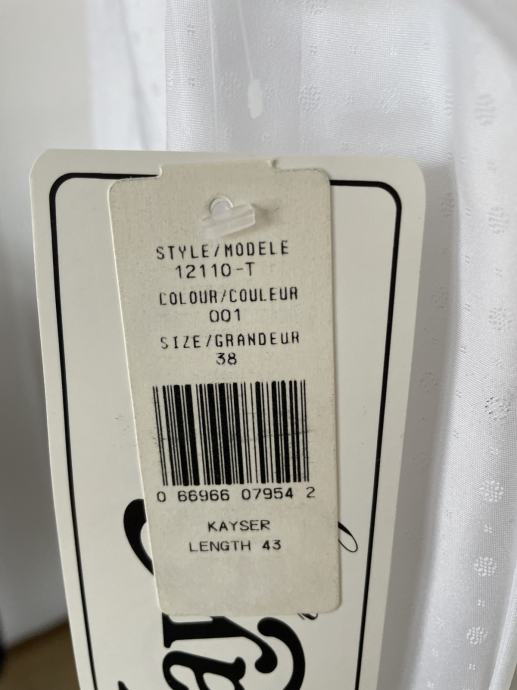 STYLE/MODELE
12110-T
COLOUR/COULEUR
001
SIZE/GRANDEUR
38
0 66966 07954 2
KAYSER
LENGTH 43